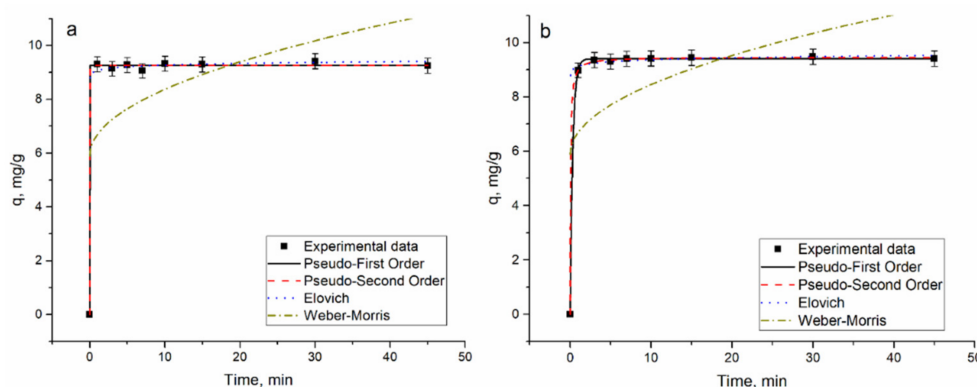 a
10
8
6
4
2
0
q, mg/g
0 10 20 30 40 50
Time, min
Experimental data
Pseudo-First Order
Pseudo-Second Order
Elovich
Weber-Morris
b
10
8
6
4
2
0
q, mg/g
0 10 20 30 40 50
Time, min
Experimental data
Pseudo-First Order
Pseudo-Second Order
Elovich
Weber-Morris